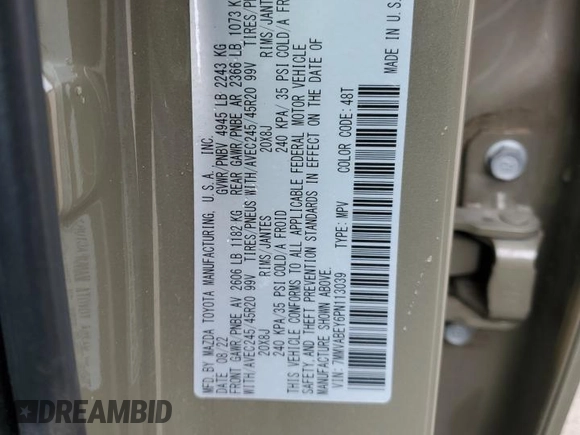 MFD. BY MAZDA TOYOTA MANUFACTURING, U.S.A., INC.
DATE 08/22 GVWR/PNBV 4945 LB 2243 KG
FRONT GAWR/PNBE AV 2606 LB 1182 KG REAR GAWR/PNBE AR 2366 LB 1073 K
WITH/AVEC245/45R20 99V TIRES/PNEUS WITH/AVEC245/45R20 99V TIRES/P
20X8J RIMS/JANTES 20X8J RIMS/JANTES
240 KPA/35 PSI COLD/A FROID 240 KPA/ 35 PSI COLD/A FROI
THIS VEHICLE CONFORMS TO ALL APPLICABLE FEDERAL MOTOR VEHICLE
SAFETY, AND THEFT PREVENTION STANDARDS IN EFFECT ON THE DATE OF
MANUFACTURE SHOWN ABOVE.
VIN: 7MMVABEY6PN113039 TYPE: MPV COLOR CODE: 48T MADE IN U.S.
DREAMBID